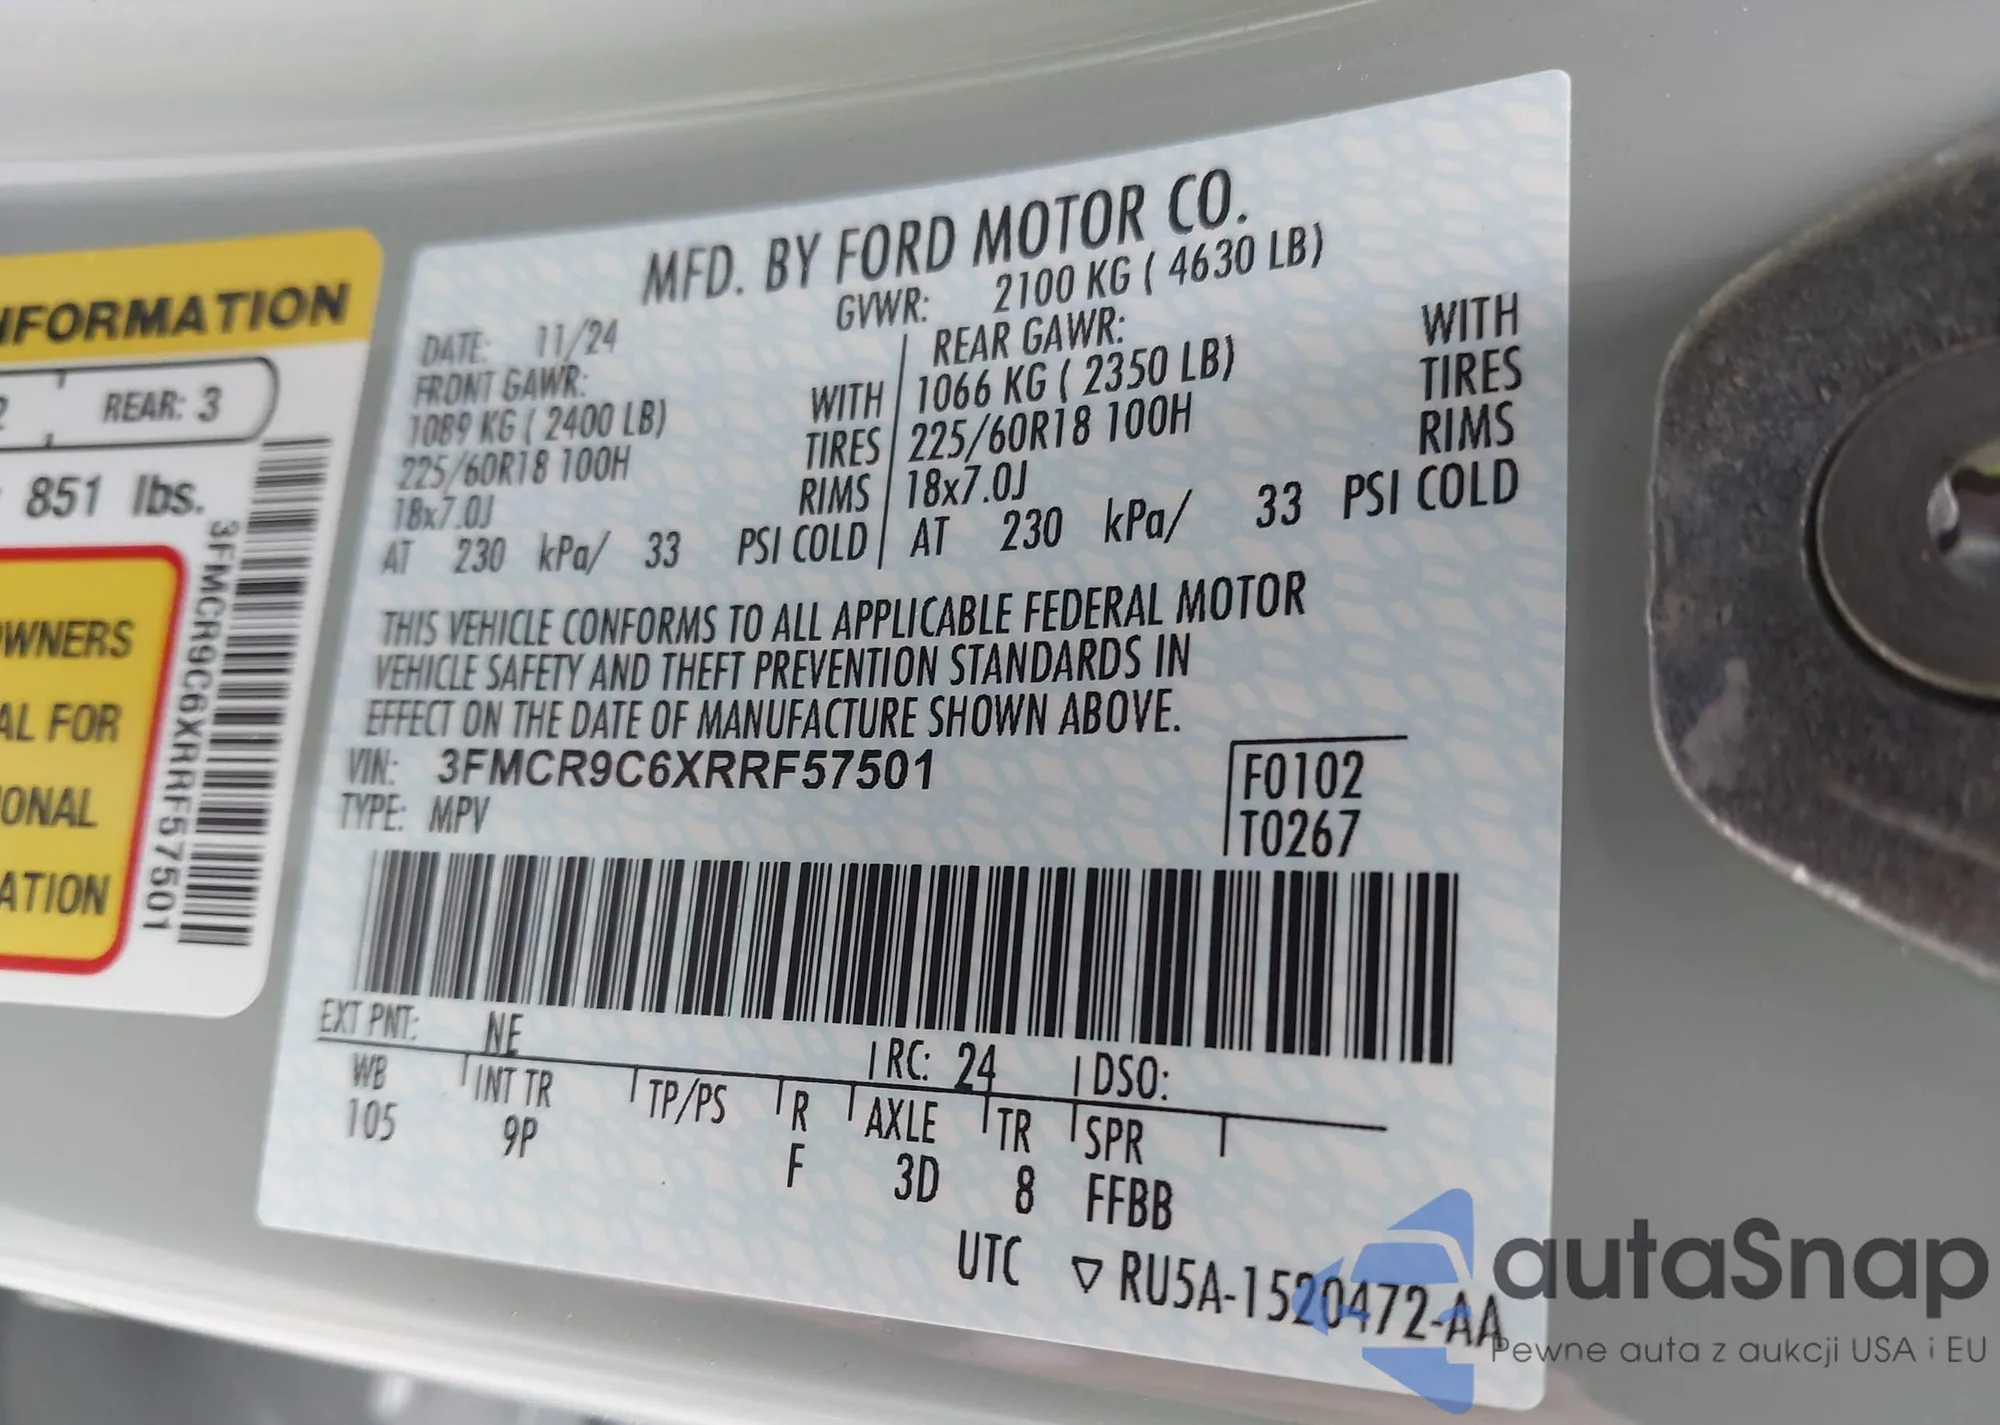 NFORMATION
2 REAR: 3
851 lbs.
OWNERS
AL FOR
ONAL
ATION
3FMCR9C6XRRF57501
MFD. BY FORD MOTOR CO.
DATE: 11/24 GVWR: 2100 KG ( 4630 LB)
FRONT GAWR: REAR GAWR:
1089 KG ( 2400 LB) WITH 1066 KG ( 2350 LB) WITH
225/60R18 100H TIRES 225/60R18 100H TIRES
18x7.0J RIMS 18x7.0J RIMS
AT 230 kPa/ 33 PSI COLD AT 230 kPa/ 33 PSI COLD
THIS VEHICLE CONFORMS TO ALL APPLICABLE FEDERAL MOTOR
VEHICLE SAFETY AND THEFT PREVENTION STANDARDS IN
EFFECT ON THE DATE OF MANUFACTURE SHOWN ABOVE.
VIN: 3FMCR9C6XRRF57501 F0102
TYPE: MPV T0267
EXT PNT: NE RC: 24 DSO:
WB INT TR TP/PS R AXLE TR SPR
105 9P F 3D 8 FFBB
UTC ▽ RU5A-1520472-AA
autaSnap
Pewne auta z aukcji USA i EU